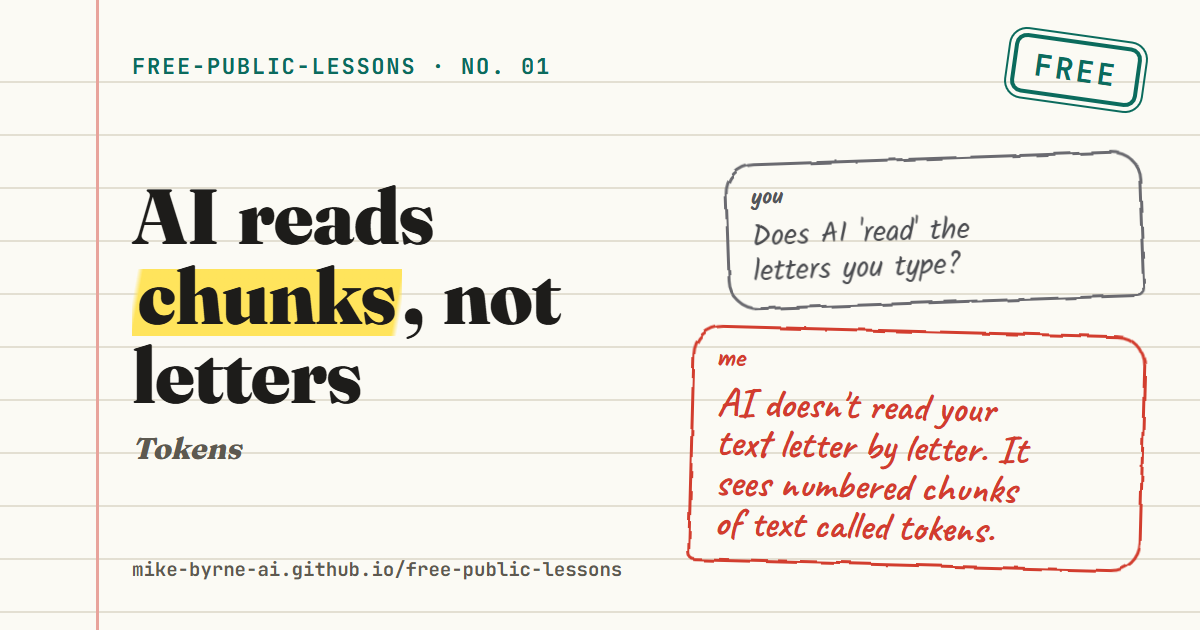 FREE-PUBLIC-LESSONS · NO. 01
FREE
AI reads
chunks, not
letters
Tokens
you
Does AI 'read' the
letters you type?
me
AI doesn't read your
text letter by letter. It
sees numbered chunks
of text called tokens.
mike-byrne-ai.github.io/free-public-lessons